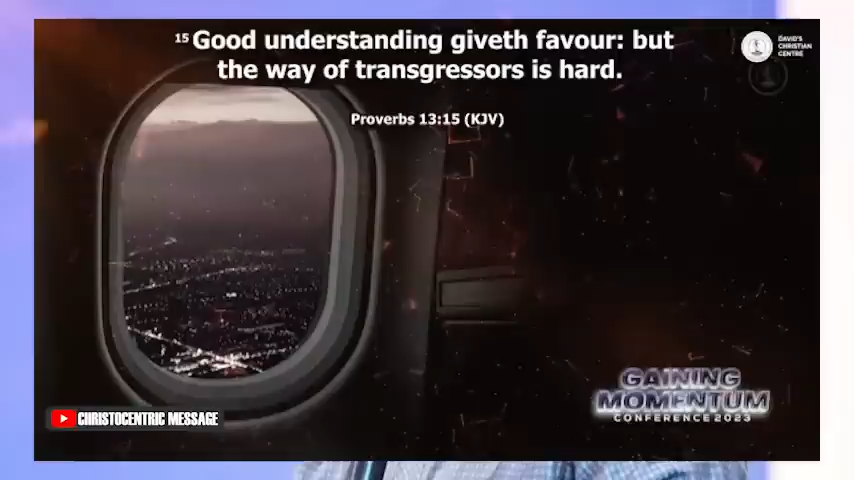 15 Good understanding giveth favour: but
the way of transgressors is hard.
Proverbs 13:15 (KJV)
DAVID'S
CHRISTIAN
CENTRE
GAINING
MOMENTUM
CONFERENCE 2023
CHRISTOCENTRIC MESSAGE